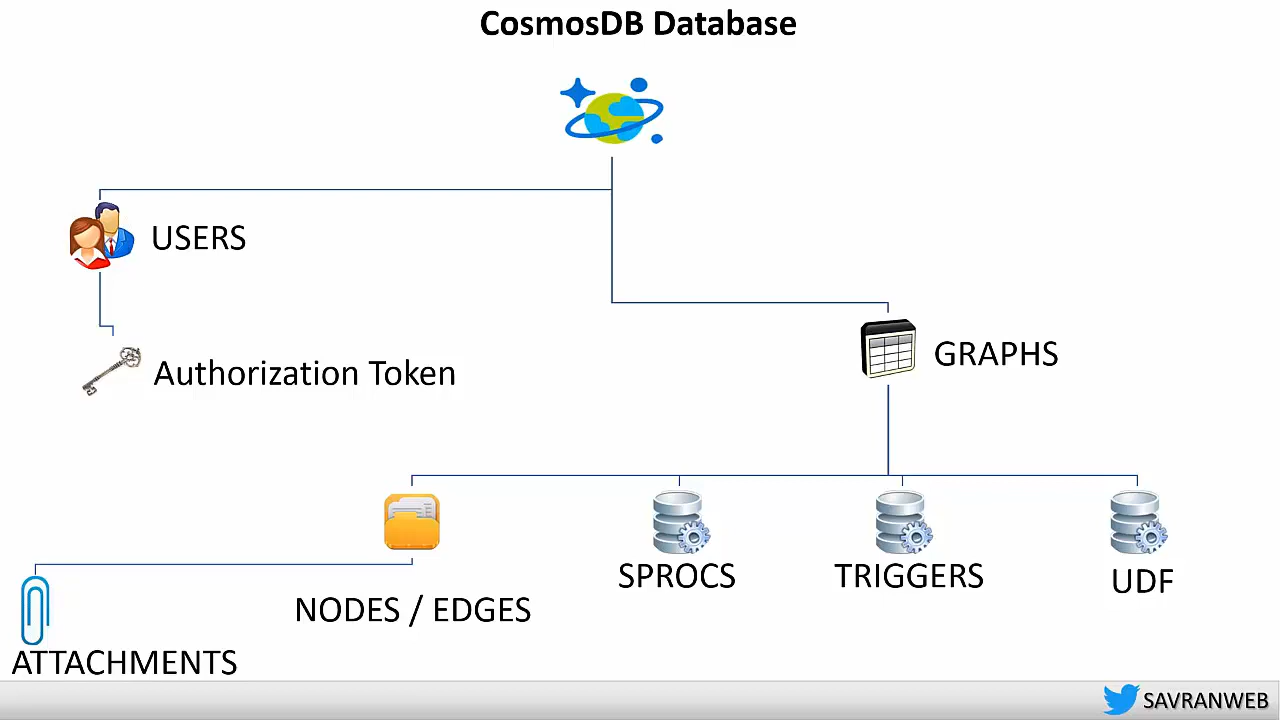 CosmosDB Database
USERS
Authorization Token
GRAPHS
SPROCS
TRIGGERS
UDF
NODES / EDGES
ATTACHMENTS
SAVRANWEB